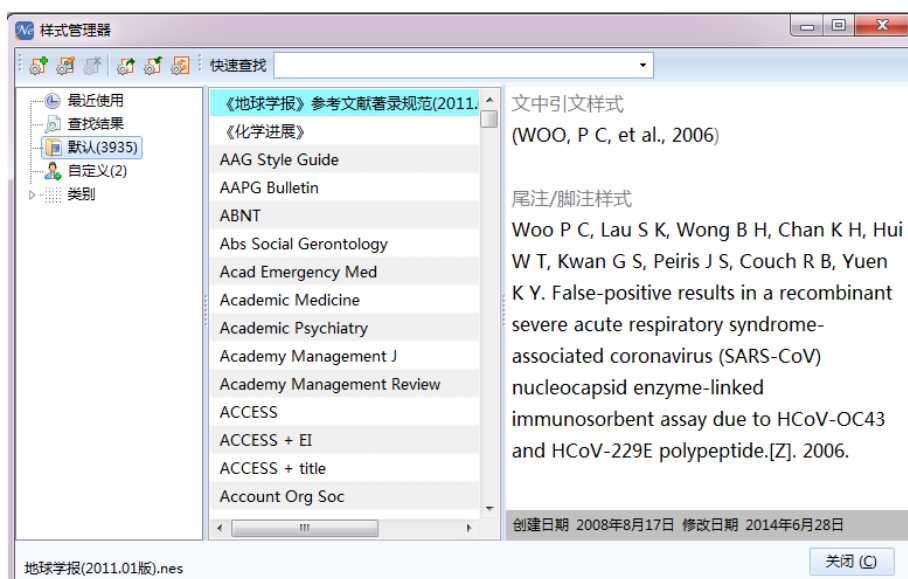 Ne 样式管理器
快速查找
最近使用
查找结果
默认(3935)
自定义(2)
类别
《地球学报》参考文献著录规范(2011.
《化学进展》
AAG Style Guide
AAPG Bulletin
ABNT
Abs Social Gerontology
Acad Emergency Med
Academic Medicine
Academic Psychiatry
Academy Management J
Academy Management Review
ACCESS
ACCESS + EI
ACCESS + title
Account Org Soc
文中引文样式
(WOO, P C, et al., 2006)
尾注/脚注样式
Woo P C, Lau S K, Wong B H, Chan K H, Hui
W T, Kwan G S, Peiris J S, Couch R B, Yuen
K Y. False-positive results in a recombinant
severe acute respiratory syndrome-
associated coronavirus (SARS-CoV)
nucleocapsid enzyme-linked
immunosorbent assay due to HCoV-OC43
and HCoV-229E polypeptide.[Z]. 2006.
创建日期 2008年8月17日 修改日期 2014年6月28日
地球学报(2011.01版).nes
关闭 (C)